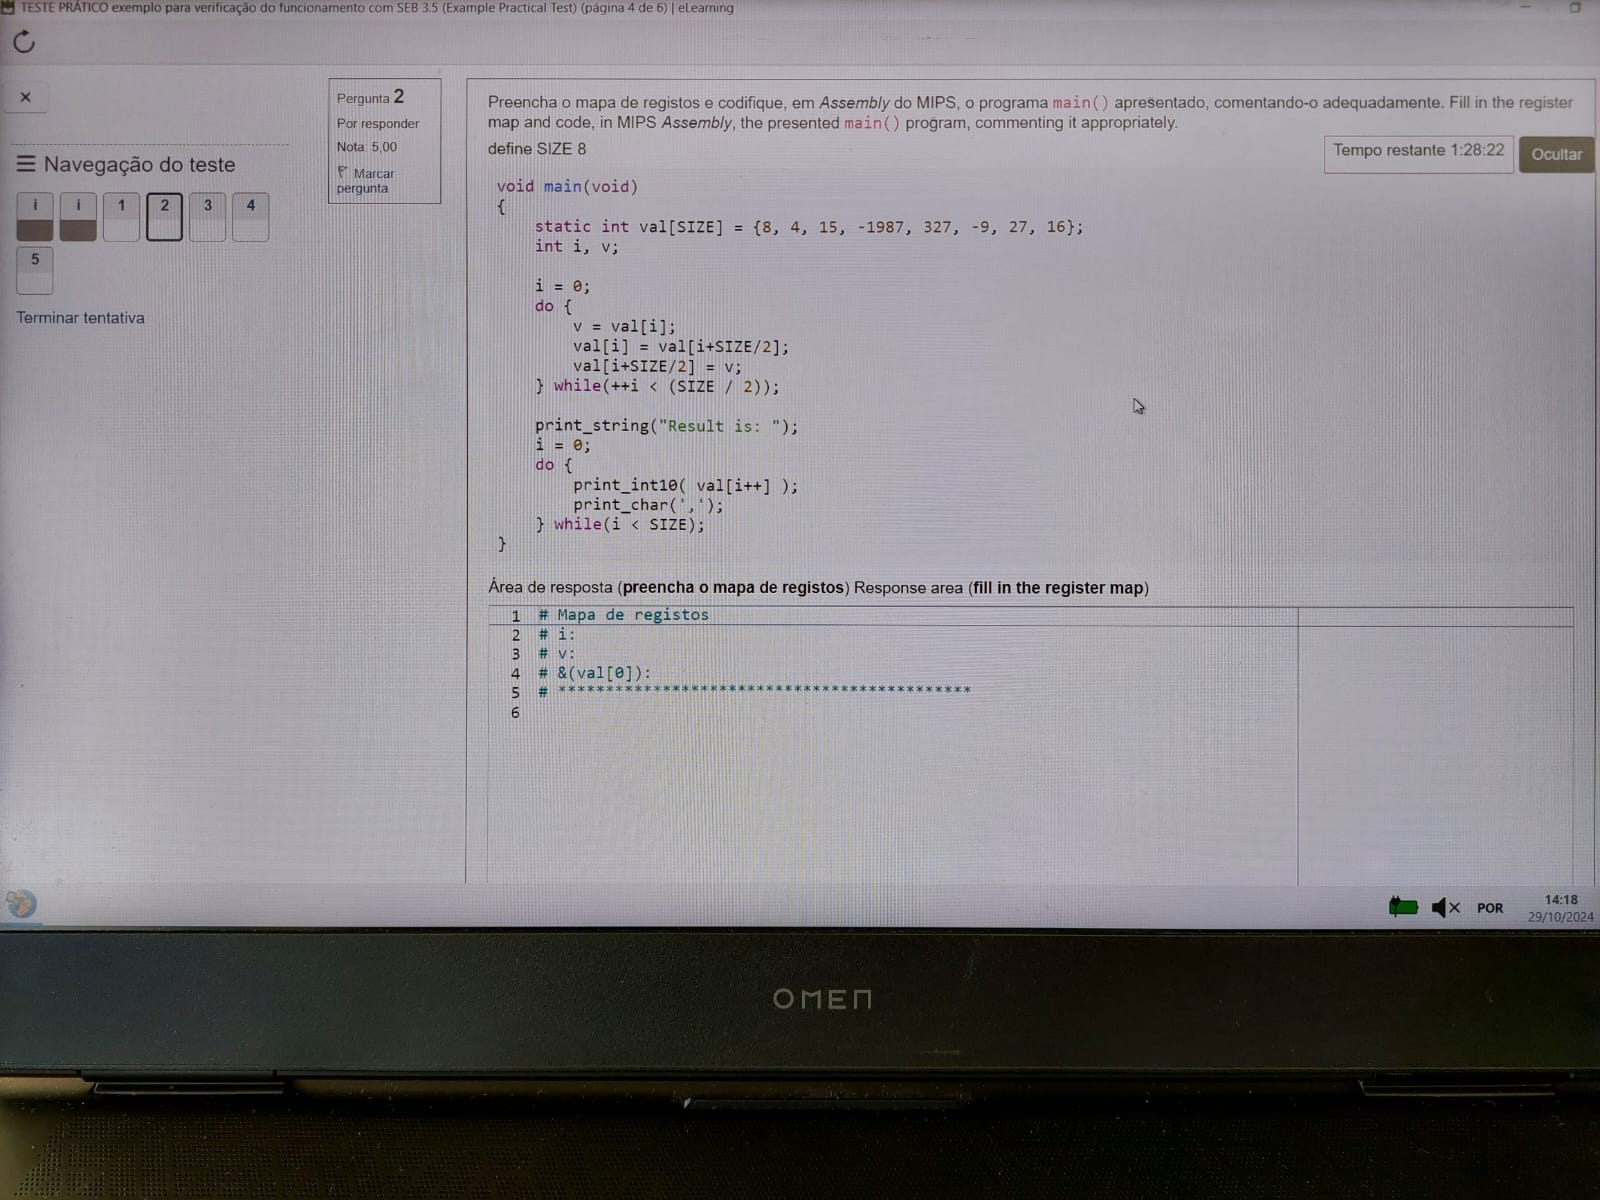 TESTE PRÁTICO exemplo para verificação do funcionamento com SEB 3.5 (Example Practical Test) (página 4 de 6) | eLearning
Navegação do teste
i i 1 2 3 4
5
Terminar tentativa
Pergunta 2
Por responder
Nota: 5,00
Marcar
pergunta
Preencha o mapa de registos e codifique, em Assembly do MIPS, o programa main() apresentado, comentando-o adequadamente. Fill in the register
map and code, in MIPS Assembly, the presented main() program, commenting it appropriately.
define SIZE 8
Tempo restante 1:28:22
Ocultar
void main(void)
{
static int val[SIZE] = {8, 4, 15, -1987, 327, -9, 27, 16};
int i, v;
i = 0;
do {
v = val[i];
val[i] = val[i+SIZE/2];
val[i+SIZE/2] = v;
} while(++i < (SIZE / 2));
print_string("Result is: ");
i = 0;
do {
print_int10( val[i++] );
print_char(',');
} while(i < SIZE);
}
Área de resposta (preencha o mapa de registos) Response area (fill in the register map)
1 # Mapa de registos
2 # i:
3 # v:
4 # &(val[0]):
5 # ********************************************
6
POR
14:18
29/10/2024
OMEN